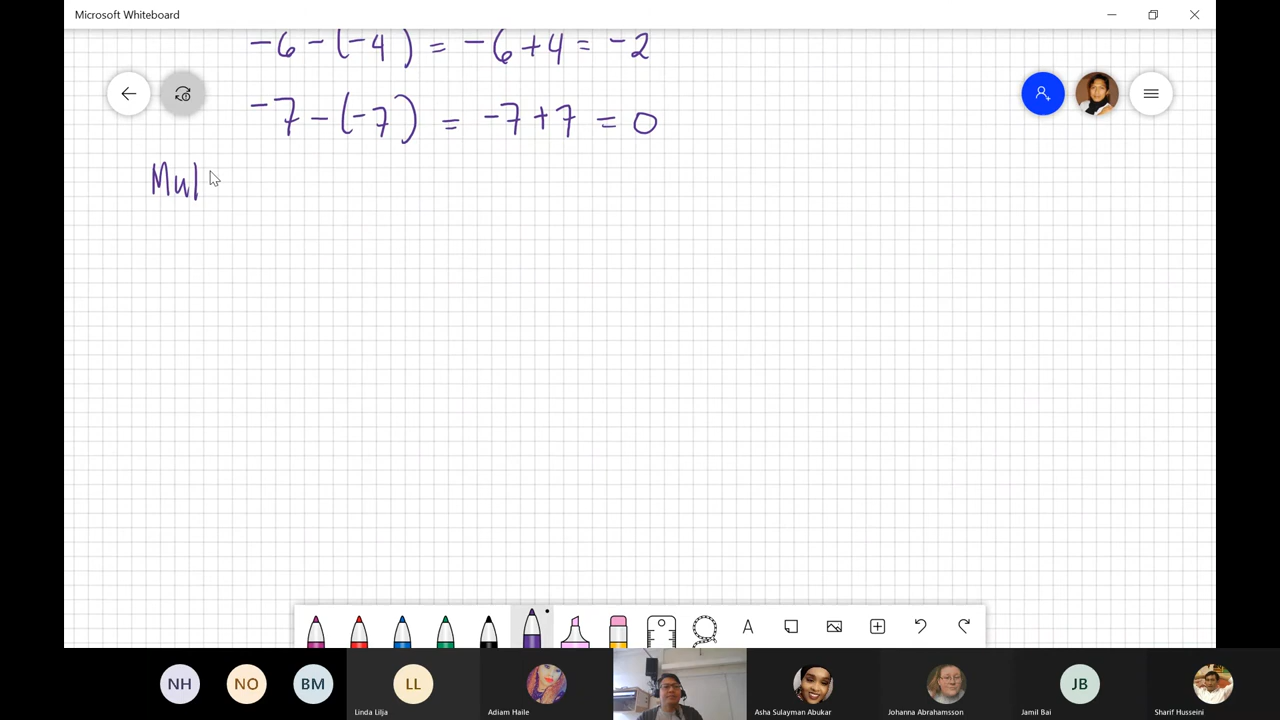 Microsoft Whiteboard
-6 - (-4) = -6 + 4 = -2
-7 - (-7) = -7 + 7 = 0
Mul
A
NH NO BM LL JB
Linda Lilja Adiam Haile Asha Sulayman Abukar Johanna Abrahamsson Jamil Bai Sharif Husseini